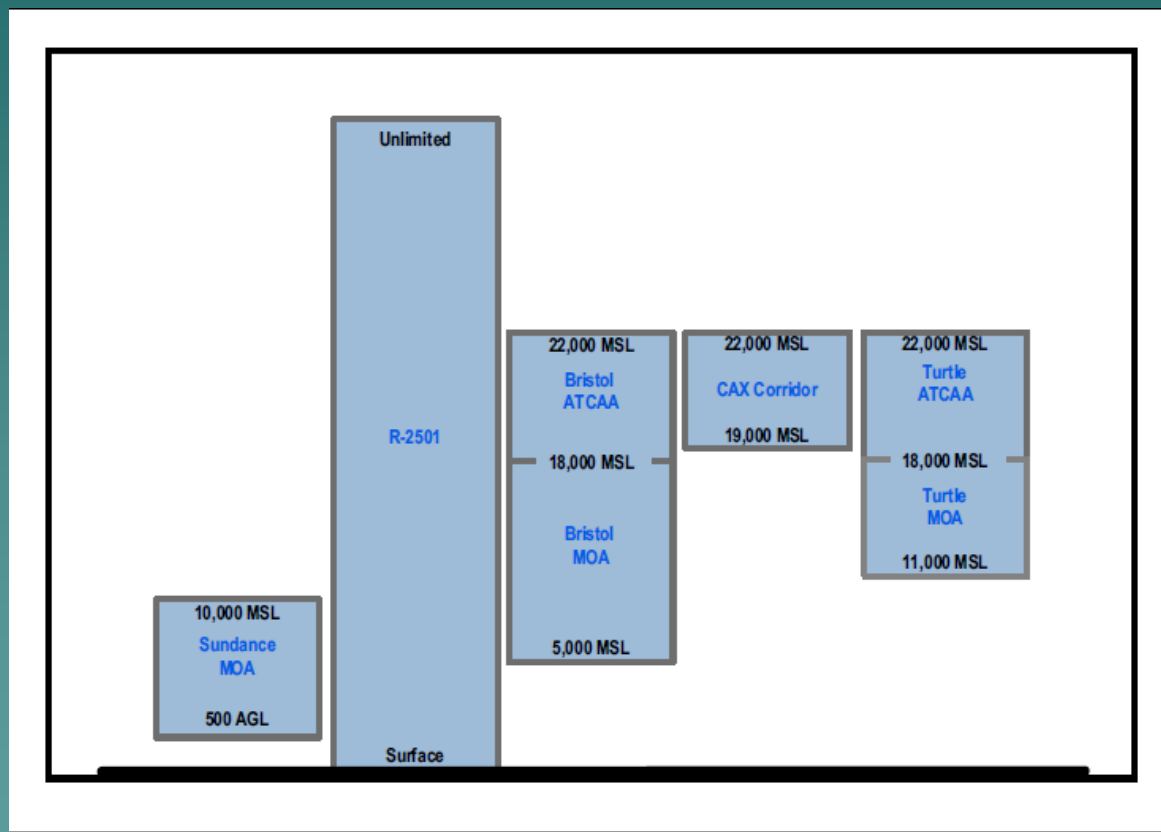 Unlimited
R-2501
Surface
10,000 MSL
Sundance
MOA
500 AGL
22,000 MSL
Bristol
ATCAA
18,000 MSL
Bristol
MOA
5,000 MSL
22,000 MSL
CAX Corridor
19,000 MSL
22,000 MSL
Turtle
ATCAA
18,000 MSL
Turtle
MOA
11,000 MSL